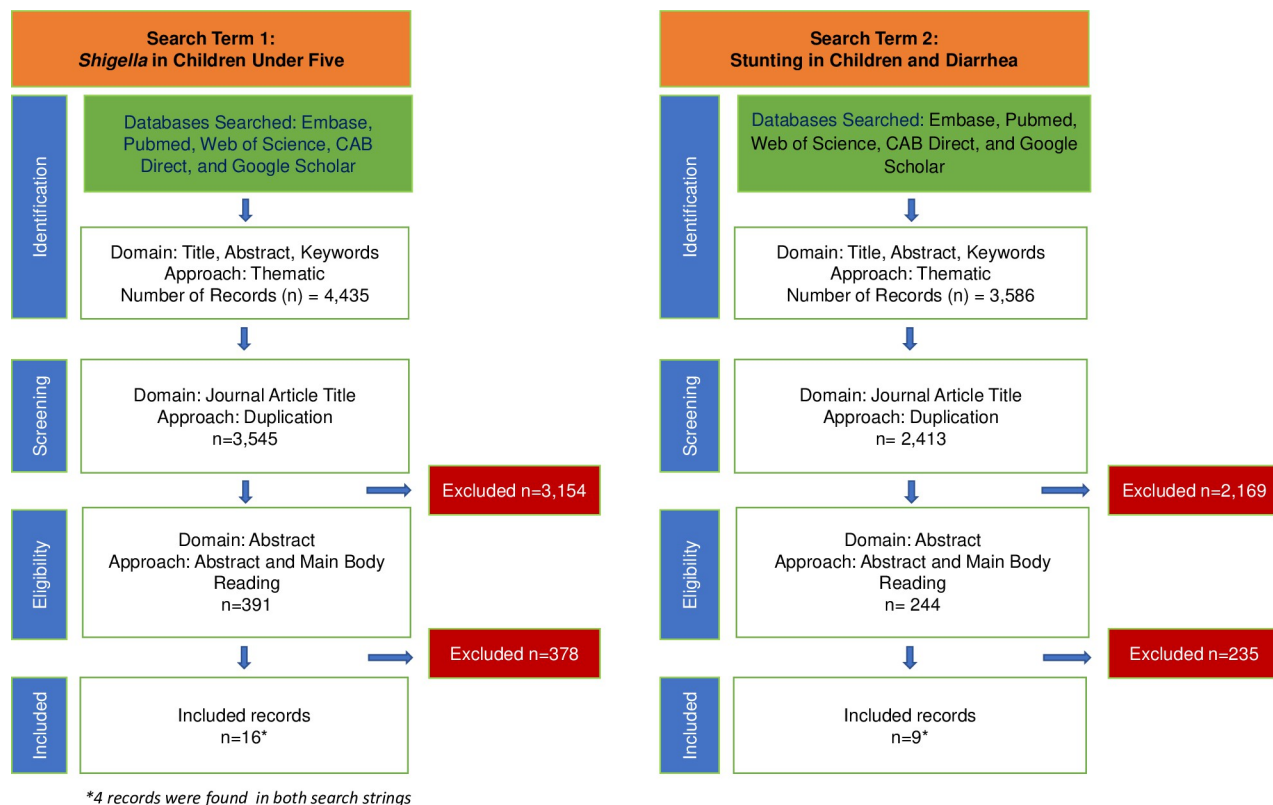 Search Term 1:
Shigella in Children Under Five
Identification
Databases Searched: Embase,
Pubmed, Web of Science, CAB
Direct, and Google Scholar
Domain: Title, Abstract, Keywords
Approach: Thematic
Number of Records (n) = 4,435
Screening
Domain: Journal Article Title
Approach: Duplication
n=3,545
Excluded n=3,154
Eligibility
Domain: Abstract
Approach: Abstract and Main Body
Reading
n=391
Excluded n=378
Included
Included records
n=16*
*4 records were found in both search strings
Search Term 2:
Stunting in Children and Diarrhea
Identification
Databases Searched: Embase, Pubmed,
Web of Science, CAB Direct, and Google
Scholar
Domain: Title, Abstract, Keywords
Approach: Thematic
Number of Records (n) = 3,586
Screening
Domain: Journal Article Title
Approach: Duplication
n= 2,413
Excluded n=2,169
Eligibility
Domain: Abstract
Approach: Abstract and Main Body
Reading
n= 244
Excluded n=235
Included
Included records
n=9*